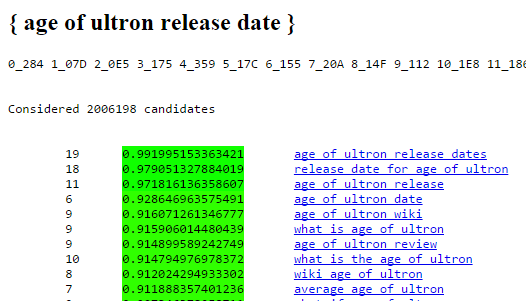 { age of ultron release date }
0_284 1_07D 2_0E5 3_175 4_359 5_17C 6_155 7_20A 8_14F 9_112 10_1E8 11_186
Considered 2006198 candidates
19 0.991995153363421 age of ultron release dates
18 0.979051327884019 release date for age of ultron
11 0.971816136358607 age of ultron release
6 0.928646963575491 age of ultron date
9 0.916071261346777 age of ultron wiki
9 0.915906014480439 what is age of ultron
9 0.914899589242749 age of ultron review
10 0.914794976978372 what is the age of ultron
8 0.912024294933302 wiki age of ultron
7 0.911888357401236 average age of ultron